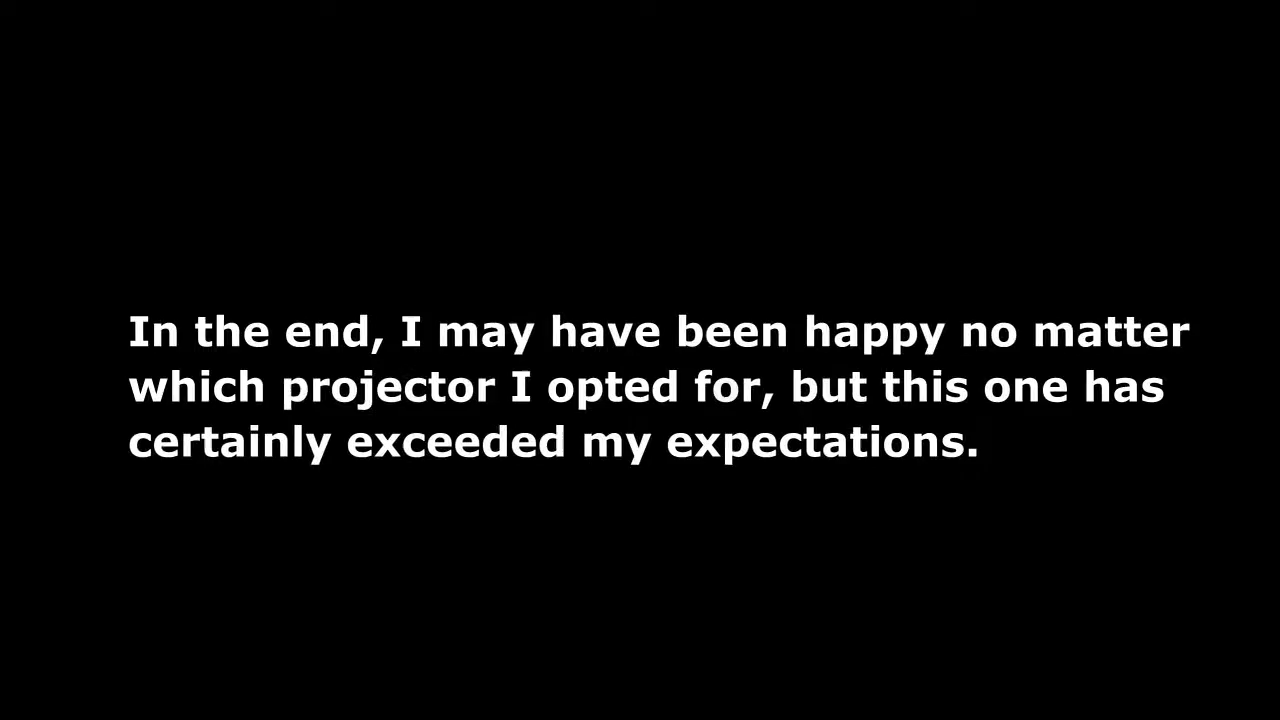 In the end, I may have been happy no matter
which projector I opted for, but this one has
certainly exceeded my expectations.